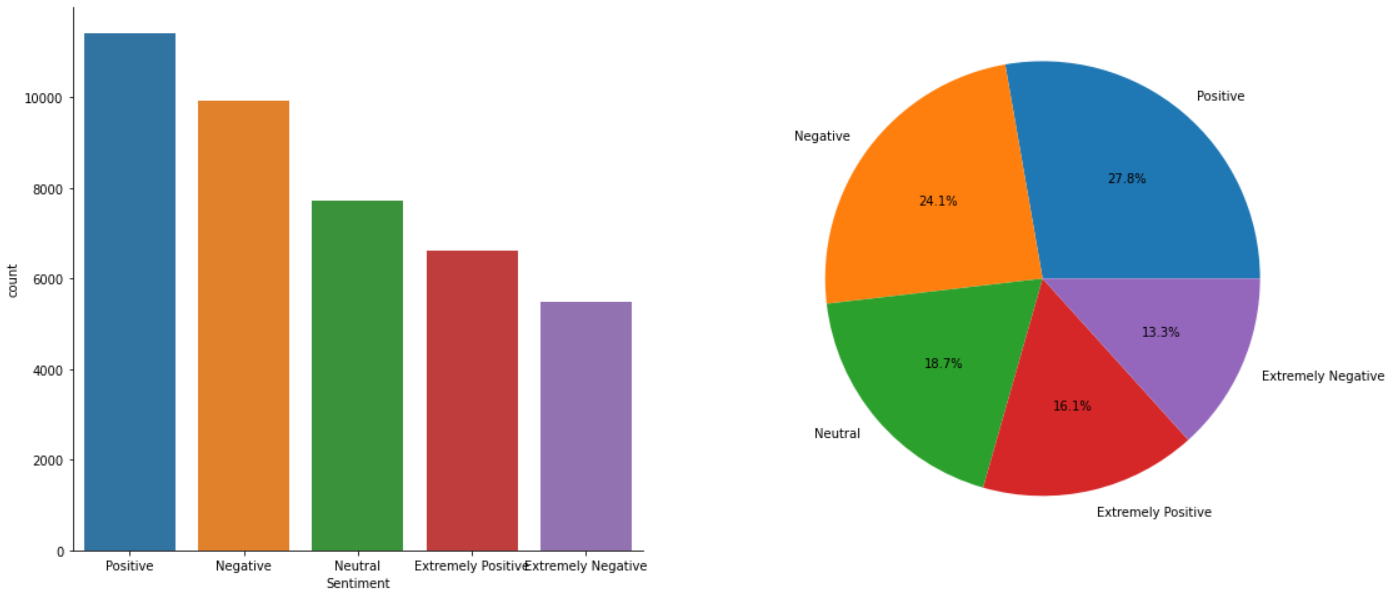 10000
8000
6000
4000
2000
0
count
Positive Negative Neutral Extremely Positive Extremely Negative
Sentiment
Positive
Negative
27.8%
24.1%
13.3%
18.7%
Extremely Negative
16.1%
Neutral
Extremely Positive